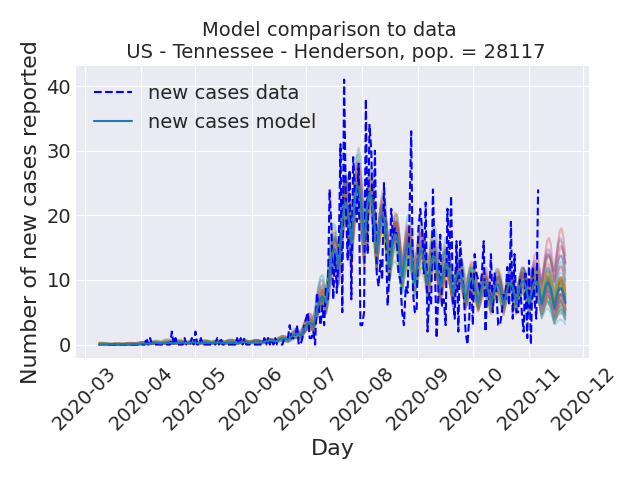 Model comparison to data
US - Tennessee - Henderson, pop. = 28117
Number of new cases reported
40
30
20
10
0
new cases data
new cases model
2020-03
2020-04
2020-05
2020-06
2020-07
2020-08
2020-09
2020-10
2020-11
2020-12
Day